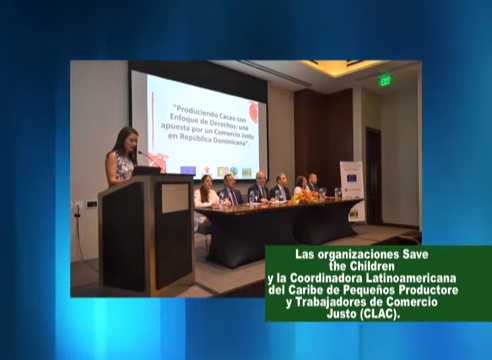 "Produciendo Cacao con
Enfoque de Derechos: una
apuesta por un Comercio Justo
en República Dominicana".
EXIT
Las organizaciones Save
the Children
y la Coordinadora Latinoamericana
del Caribe de Pequeños Productore
y Trabajadores de Comercio
Justo (CLAC).